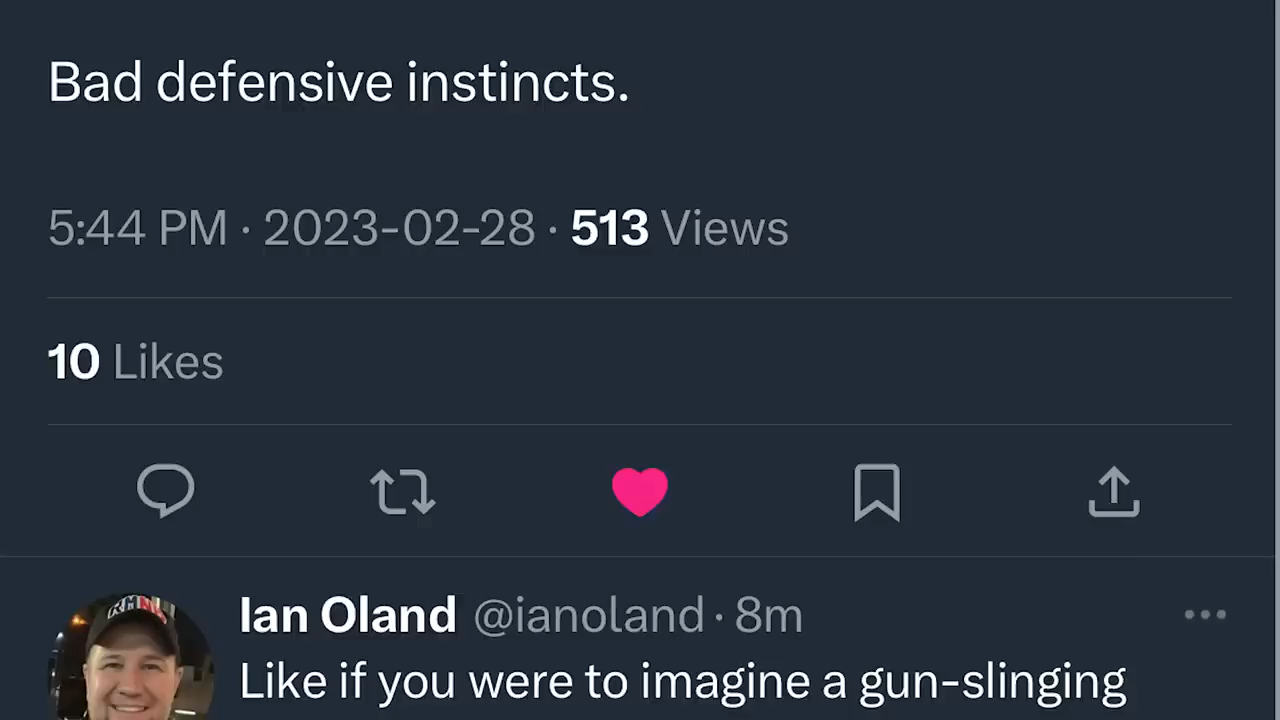 Bad defensive instincts.
5:44 PM · 2023-02-28 · 513 Views
10 Likes
Ian Oland @ianoland · 8m
Like if you were to imagine a gun-slinging